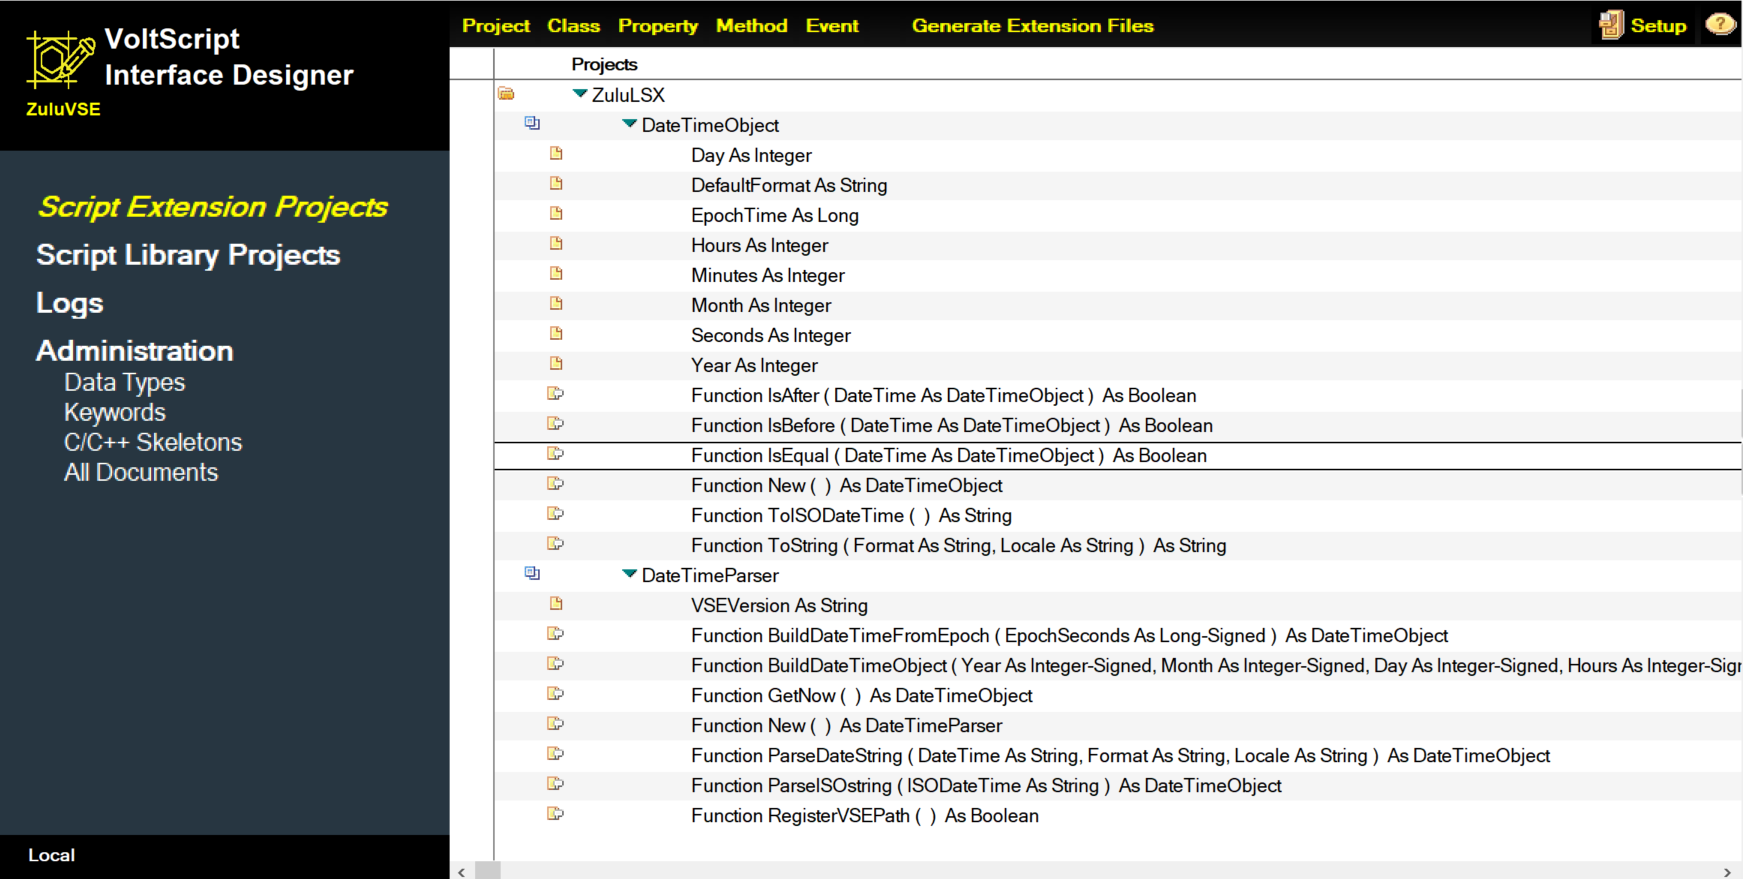 VoltScript
Interface Designer
ZuluVSE
Script Extension Projects
Script Library Projects
Logs
Administration
Data Types
Keywords
C/C++ Skeletons
All Documents
Local
Project Class Property Method Event Generate Extension Files Setup ?
Projects
ZuluLSX
DateTimeObject
Day As Integer
DefaultFormat As String
EpochTime As Long
Hours As Integer
Minutes As Integer
Month As Integer
Seconds As Integer
Year As Integer
Function IsAfter ( DateTime As DateTimeObject ) As Boolean
Function IsBefore ( DateTime As DateTimeObject ) As Boolean
Function IsEqual ( DateTime As DateTimeObject ) As Boolean
Function New ( ) As DateTimeObject
Function ToISODateTime ( ) As String
Function ToString ( Format As String, Locale As String ) As String
DateTimeParser
VSEVersion As String
Function BuildDateTimeFromEpoch ( EpochSeconds As Long-Signed ) As DateTimeObject
Function BuildDateTimeObject ( Year As Integer-Signed, Month As Integer-Signed, Day As Integer-Signed, Hours As Integer-Sigr
Function GetNow ( ) As DateTimeObject
Function New ( ) As DateTimeParser
Function ParseDateString ( DateTime As String, Format As String, Locale As String ) As DateTimeObject
Function ParseISOstring ( ISODateTime As String ) As DateTimeObject
Function RegisterVSEPath ( ) As Boolean